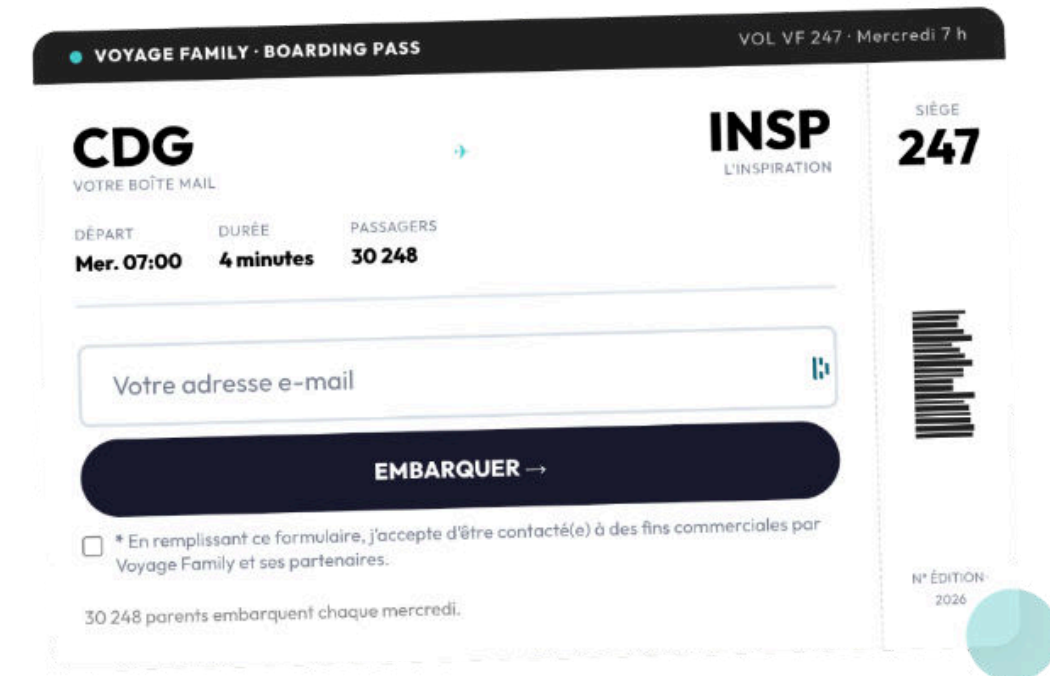 VOYAGE FAMILY · BOARDING PASS
VOL VF 247 · Mercredi 7 h
CDG
VOTRE BOÎTE MAIL
INSP
L'INSPIRATION
SIÈGE
247
DÉPART
Mer. 07:00
DURÉE
4 minutes
PASSAGERS
30 248
Votre adresse e-mail
EMBARQUER →
* En remplissant ce formulaire, j'accepte d'être contacté(e) à des fins commerciales par
Voyage Family et ses partenaires.
30 248 parents embarquent chaque mercredi.
N° ÉDITION·
2026